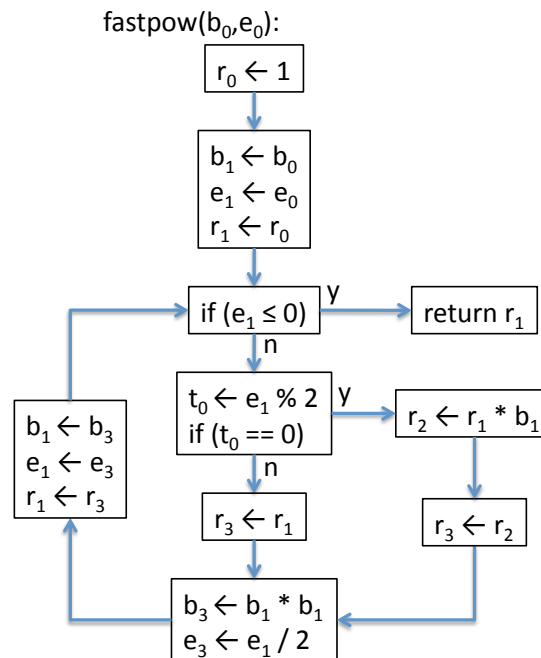 fastpow(b₀,e₀):
r₀ ← 1
b₁ ← b₀
e₁ ← e₀
r₁ ← r₀
if (e₁ ≤ 0)
y
return r₁
n
t₀ ← e₁ % 2
if (t₀ == 0)
y
r₂ ← r₁ * b₁
n
b₁ ← b₃
e₁ ← e₃
r₁ ← r₃
r₃ ← r₁
r₃ ← r₂
b₃ ← b₁ * b₁
e₃ ← e₁ / 2